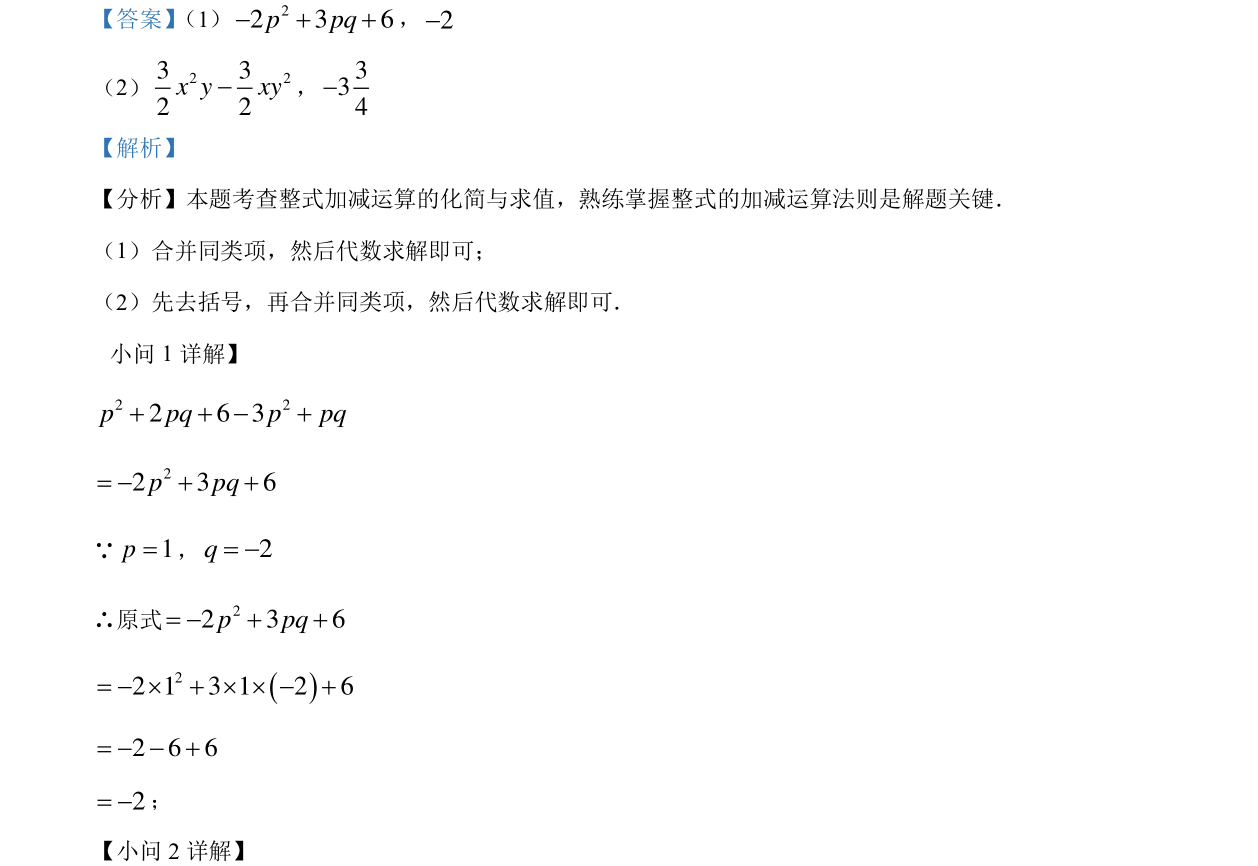 【答案】（1）−2p²+3pq+6，−2
（2）3/2 x²y−3/2 xy²，−3 3/4
【解析】
【分析】本题考查整式加减运算的化简与求值，熟练掌握整式的加减运算法则是解题关键．
（1）合并同类项，然后代数求解即可；
（2）先去括号，再合并同类项，然后代数求解即可．
小问 1 详解】
p²+2pq+6−3p²+pq
=−2p²+3pq+6
∵p=1，q=−2
∴原式=−2p²+3pq+6
=−2×1²+3×1×(−2)+6
=−2−6+6
=−2；
【小问 2 详解】